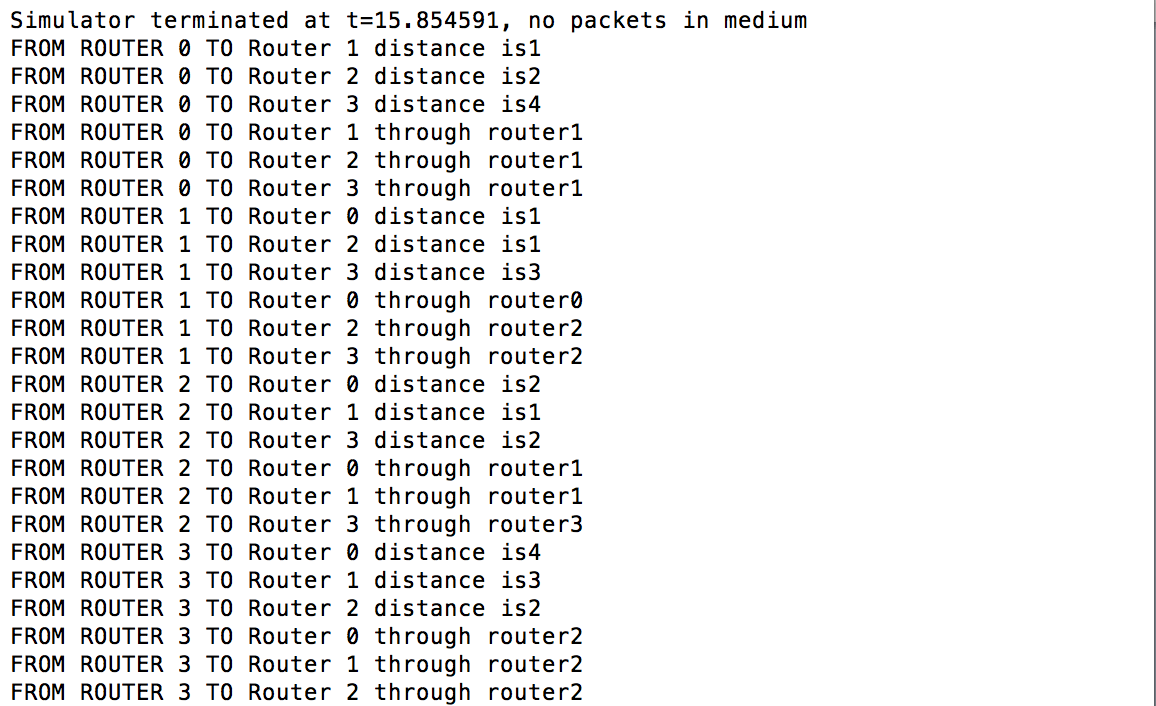 Simulator terminated at t=15.854591, no packets in medium
FROM ROUTER 0 TO Router 1 distance is1
FROM ROUTER 0 TO Router 2 distance is2
FROM ROUTER 0 TO Router 3 distance is4
FROM ROUTER 0 TO Router 1 through router1
FROM ROUTER 0 TO Router 2 through router1
FROM ROUTER 0 TO Router 3 through router1
FROM ROUTER 1 TO Router 0 distance is1
FROM ROUTER 1 TO Router 2 distance is1
FROM ROUTER 1 TO Router 3 distance is3
FROM ROUTER 1 TO Router 0 through router0
FROM ROUTER 1 TO Router 2 through router2
FROM ROUTER 1 TO Router 3 through router2
FROM ROUTER 2 TO Router 0 distance is2
FROM ROUTER 2 TO Router 1 distance is1
FROM ROUTER 2 TO Router 3 distance is2
FROM ROUTER 2 TO Router 0 through router1
FROM ROUTER 2 TO Router 1 through router1
FROM ROUTER 2 TO Router 3 through router3
FROM ROUTER 3 TO Router 0 distance is4
FROM ROUTER 3 TO Router 1 distance is3
FROM ROUTER 3 TO Router 2 distance is2
FROM ROUTER 3 TO Router 0 through router2
FROM ROUTER 3 TO Router 1 through router2
FROM ROUTER 3 TO Router 2 through router2